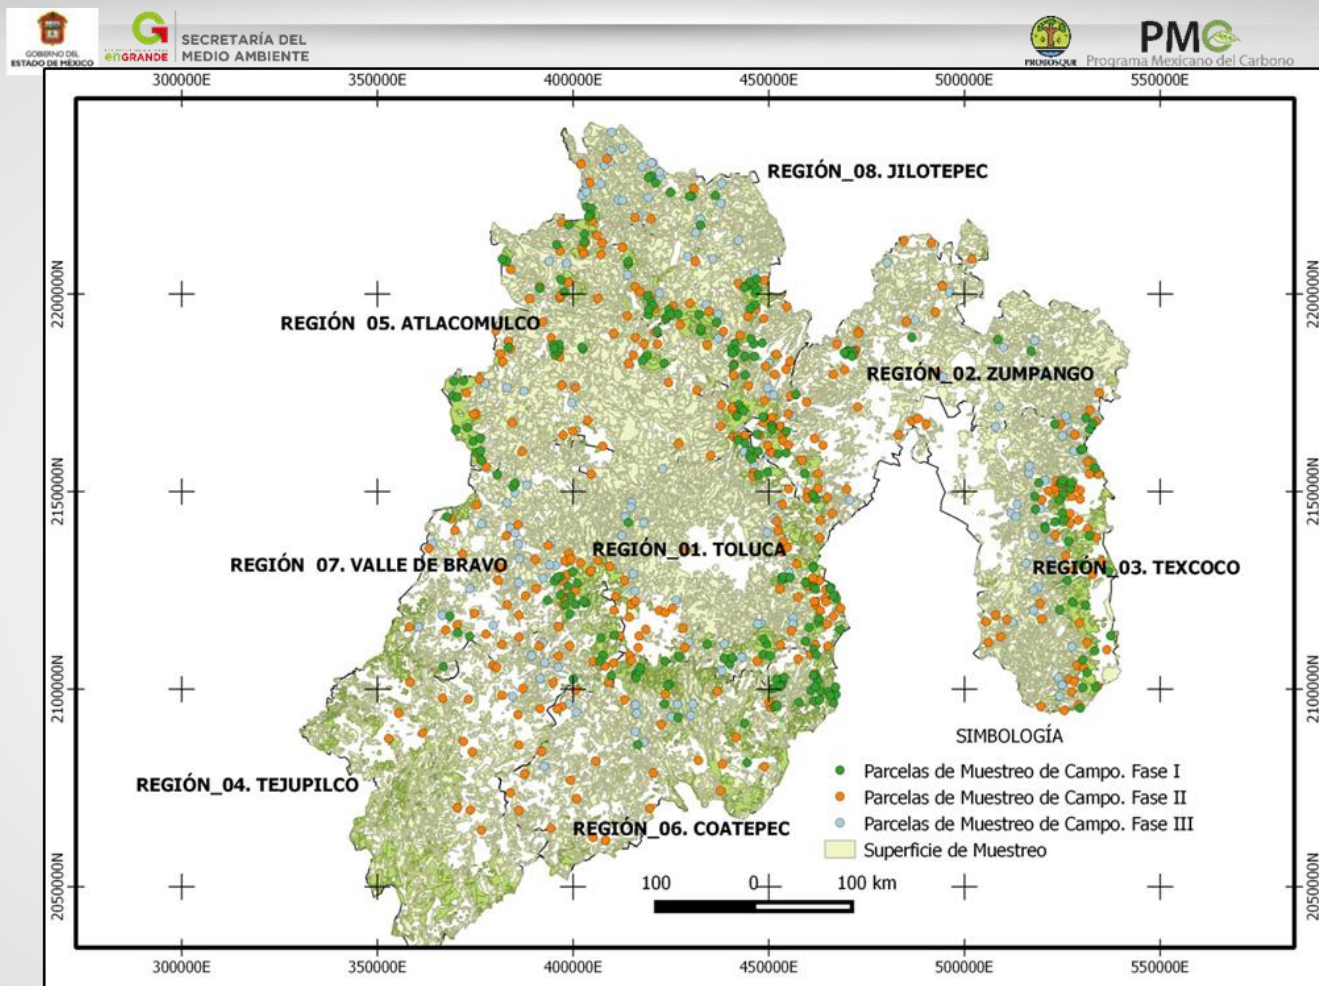 GOBIERNO DEL
ESTADO DE MÉXICO
enGRANDE
SECRETARÍA DEL
MEDIO AMBIENTE
PROBOSQUE
PMC
Programa Mexicano del Carbono
300000E 350000E 400000E 450000E 500000E 550000E
REGIÓN_08. JILOTEPEC
2200000N 2200000N
REGIÓN 05. ATLACOMULCO
REGIÓN_02. ZUMPANGO
2150000N 2150000N
REGIÓN_01. TOLUCA
REGIÓN 07. VALLE DE BRAVO
REGIÓN_03. TEXCOCO
2100000N 2100000N
SIMBOLOGÍA
Parcelas de Muestreo de Campo. Fase I
REGIÓN_04. TEJUPILCO
Parcelas de Muestreo de Campo. Fase II
REGIÓN_06. COATEPEC
Parcelas de Muestreo de Campo. Fase III
Superficie de Muestreo
100 0 100 km
2050000N 2050000N
300000E 350000E 400000E 450000E 500000E 550000E